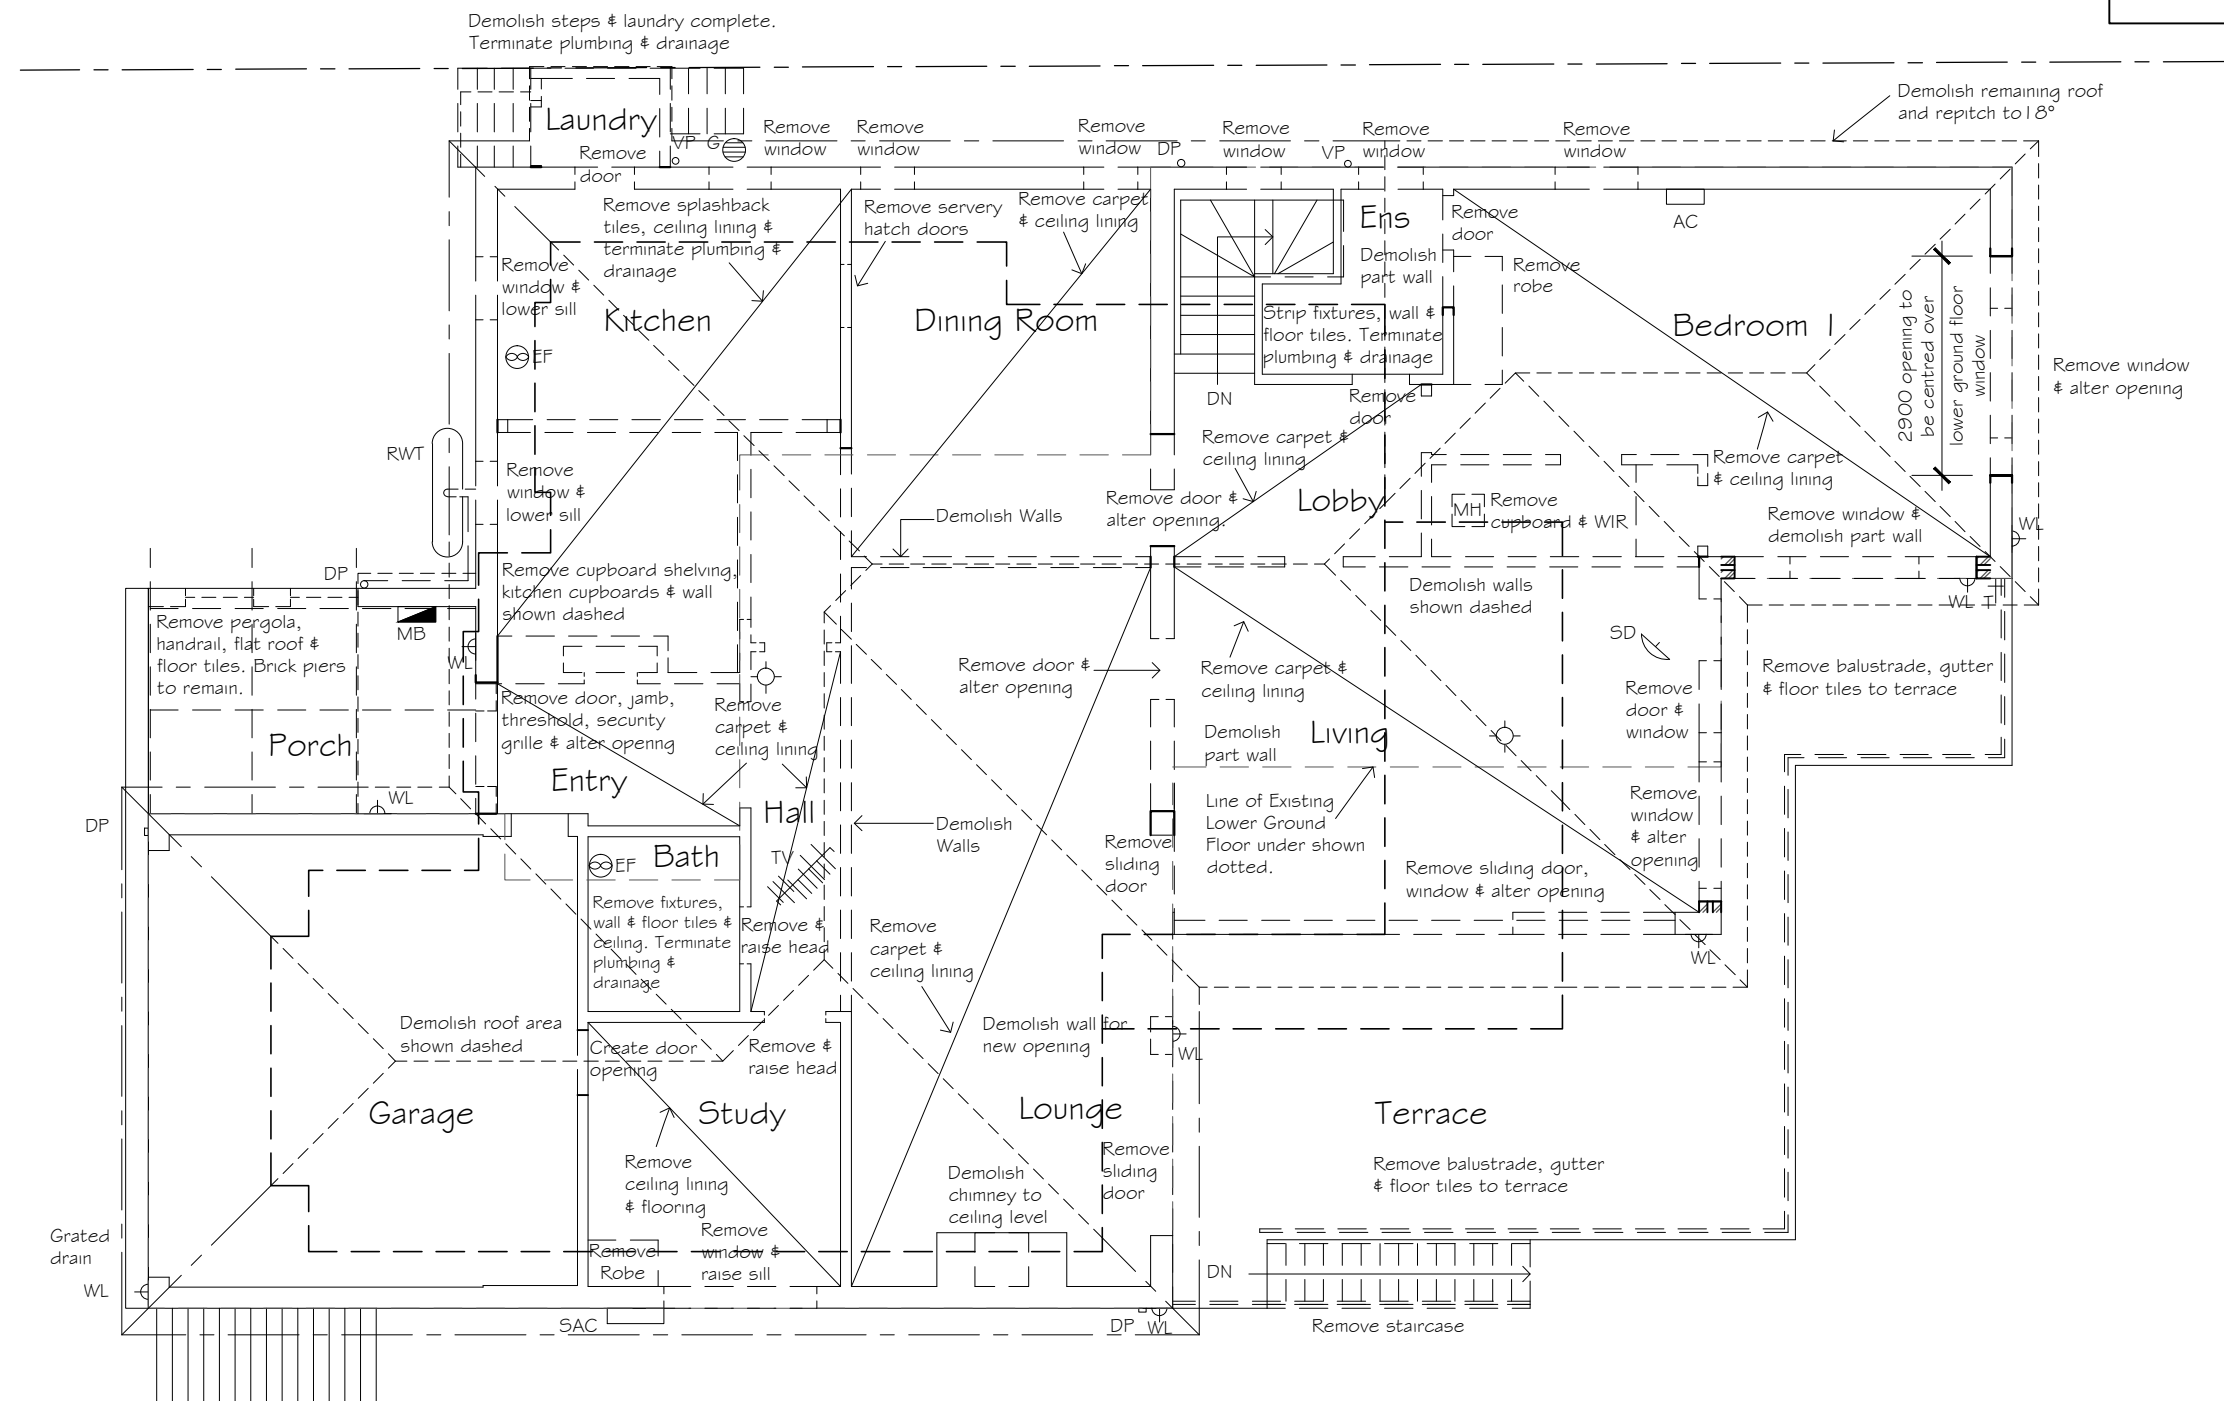 Demolish steps & laundry complete.
Terminate plumbing & drainage
Demolish remaining roof
and repitch to18°
Laundry
Remove
door
VP
G
Remove
window
Remove
window
Remove
window
DP
Remove
window
VP
Remove
window
Remove
window
Remove splashback
tiles, ceiling lining &
terminate plumbing &
drainage
Remove servery
hatch doors
Remove carpet
& ceiling lining
Ens
Remove
door
AC
Demolish
part wall
Remove
robe
Remove
window &
lower sill
Kitchen
EF
Dining Room
Strip fixtures, wall &
floor tiles. Terminate
plumbing & drainage
Bedroom 1
2900 opening to
be centred over
lower ground floor
window
Remove window
& alter opening
DN
Remove
door
RWT
Remove
window &
lower sill
Remove carpet &
ceiling lining
Remove carpet
& ceiling lining
Remove door &
alter opening.
Lobby
MH
Remove
cupboard & WIR
Demolish Walls
Remove window &
demolish part wall
WL
DP
Remove cupboard shelving,
kitchen cupboards & wall
shown dashed
Demolish walls
shown dashed
WL
T
Remove pergola,
handrail, flat roof &
floor tiles. Brick piers
to remain.
MB
WL
SD
Remove door &
alter opening
Remove carpet &
ceiling lining
Remove balustrade, gutter
& floor tiles to terrace
Remove door, jamb,
threshold, security
grille & alter openng
Remove
carpet &
ceiling lining
Remove
door &
window
Porch
Demolish
part wall
Living
Entry
WL
Hall
DP
Demolish
Walls
Line of Existing
Lower Ground
Floor under shown
dotted.
Remove
window
& alter
opening
Bath
EF
TV
Remove
sliding
door
Remove sliding door,
window & alter opening
Remove fixtures,
wall & floor tiles &
ceiling. Terminate
plumbing &
drainage
Remove &
raise head
Remove
carpet &
ceiling lining
WL
Demolish roof area
shown dashed
Create door
opening
Remove &
raise head
Demolish wall for
new opening
WL
Garage
Study
Lounge
Terrace
Remove
ceiling lining
& flooring
Demolish
chimney to
ceiling level
Remove
sliding
door
Remove balustrade, gutter
& floor tiles to terrace
Grated
drain
Remove
Robe
Remove
window &
raise sill
WL
DN
SAC
DP
WL
Remove staircase